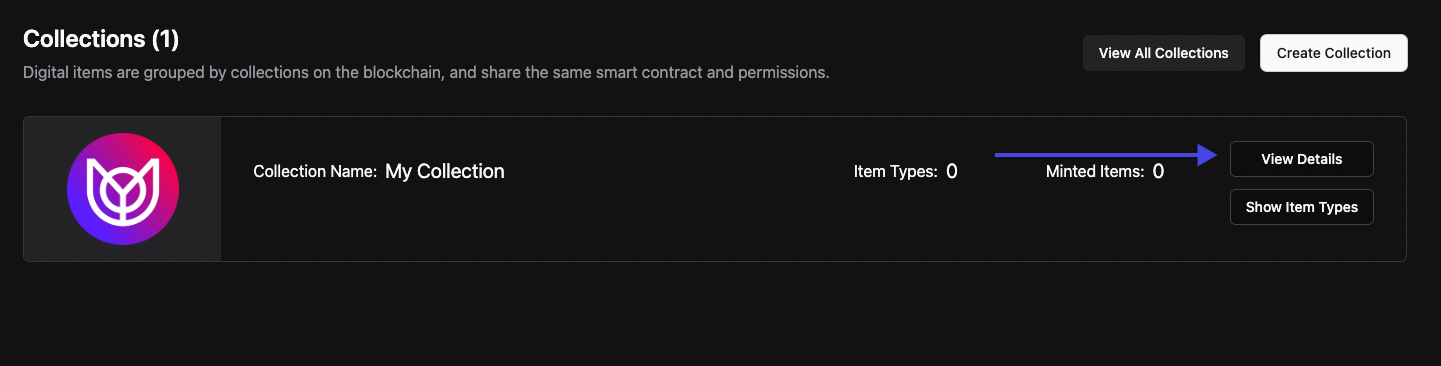 Collections (1)
Digital items are grouped by collections on the blockchain, and share the same smart contract and permissions.
View All Collections
Create Collection
Collection Name: My Collection
Item Types: 0
Minted Items: 0
View Details
Show Item Types